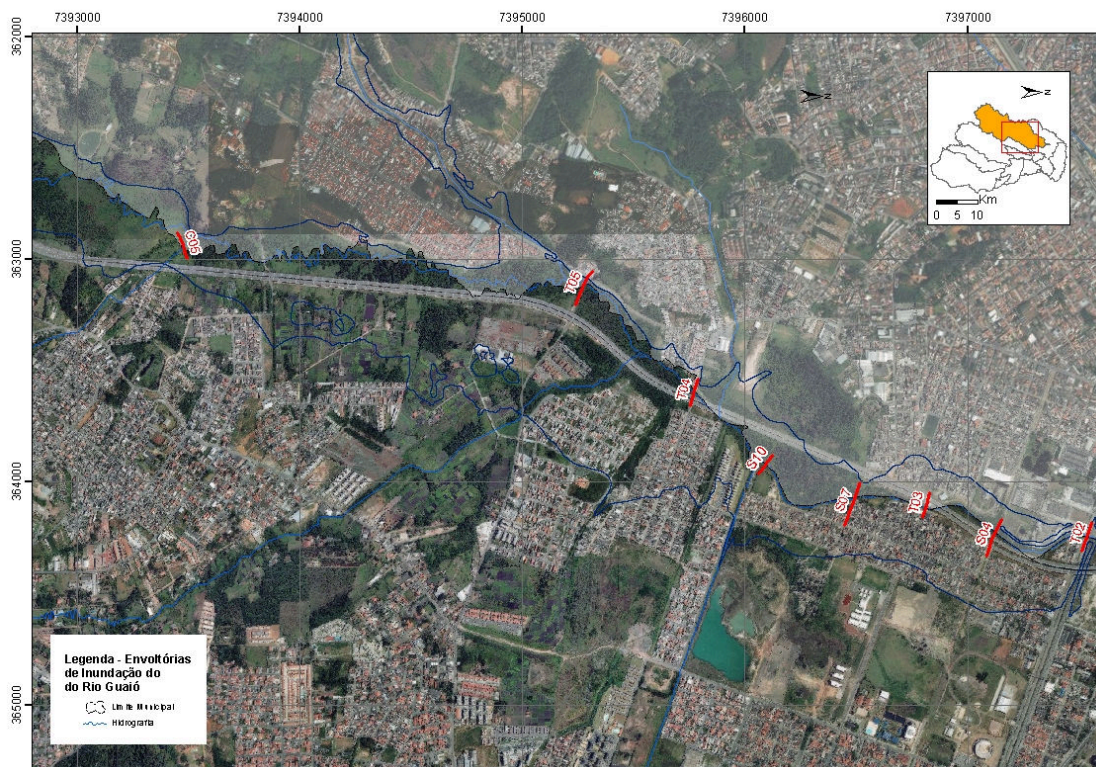 7393000 7394000 7395000 7396000 7397000
362000
363000
364000
365000
N
N
Km
0 5 10
C05
T05
T04
S10
S07
T03
S04
T02
Legenda - Envoltórias
de Inundação do
do Rio Guaió
Limite Municipal
Hidrografia